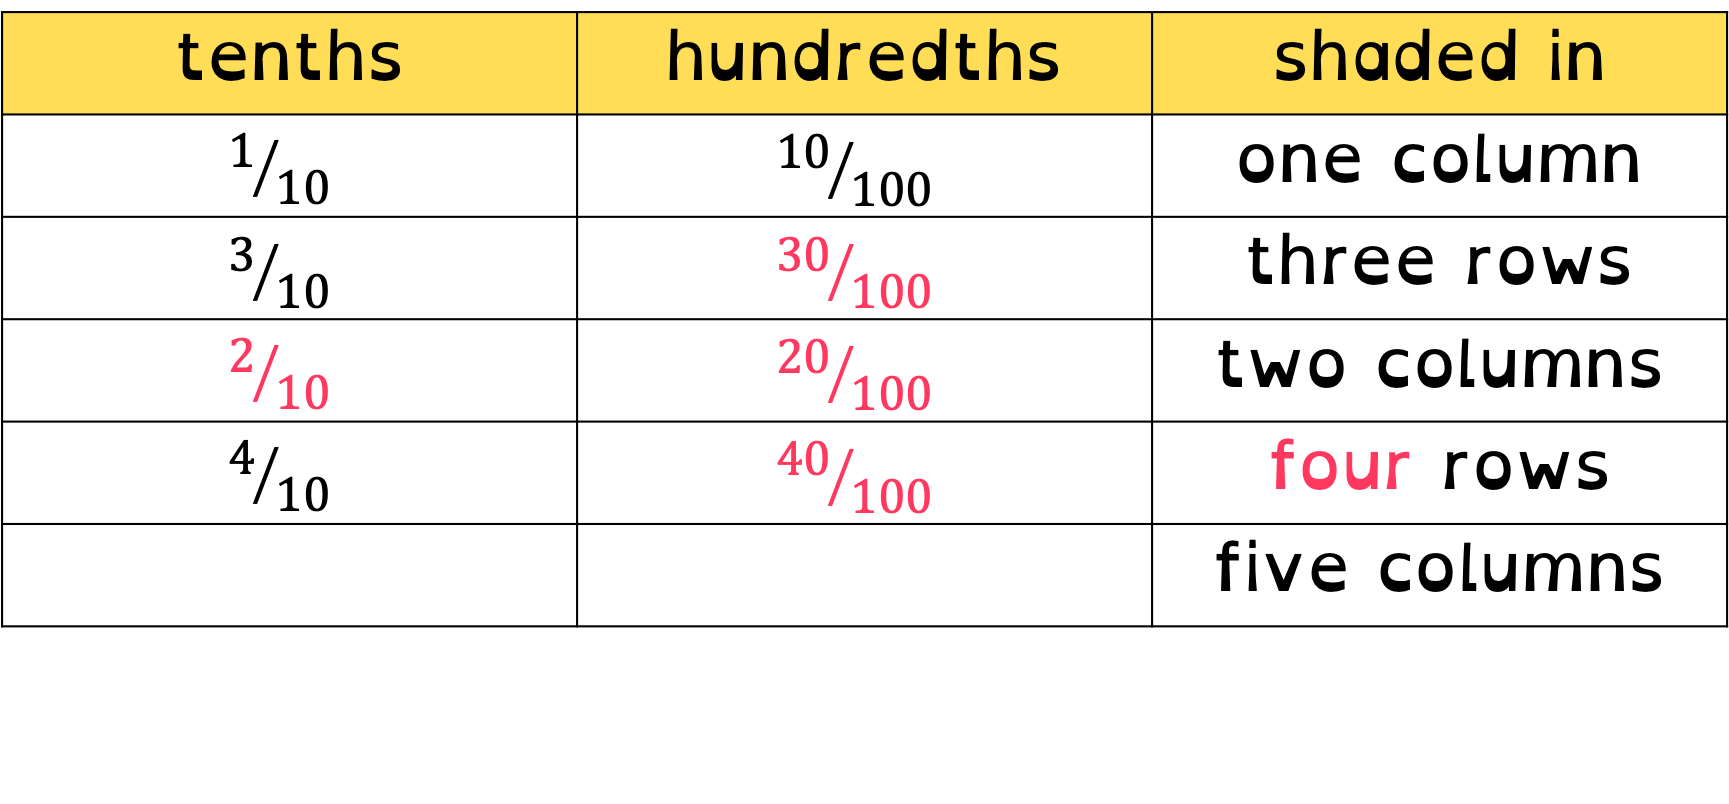 tenths hundredths shaded in
1/10 10/100 one column
3/10 30/100 three rows
2/10 20/100 two columns
4/10 40/100 four rows
five columns